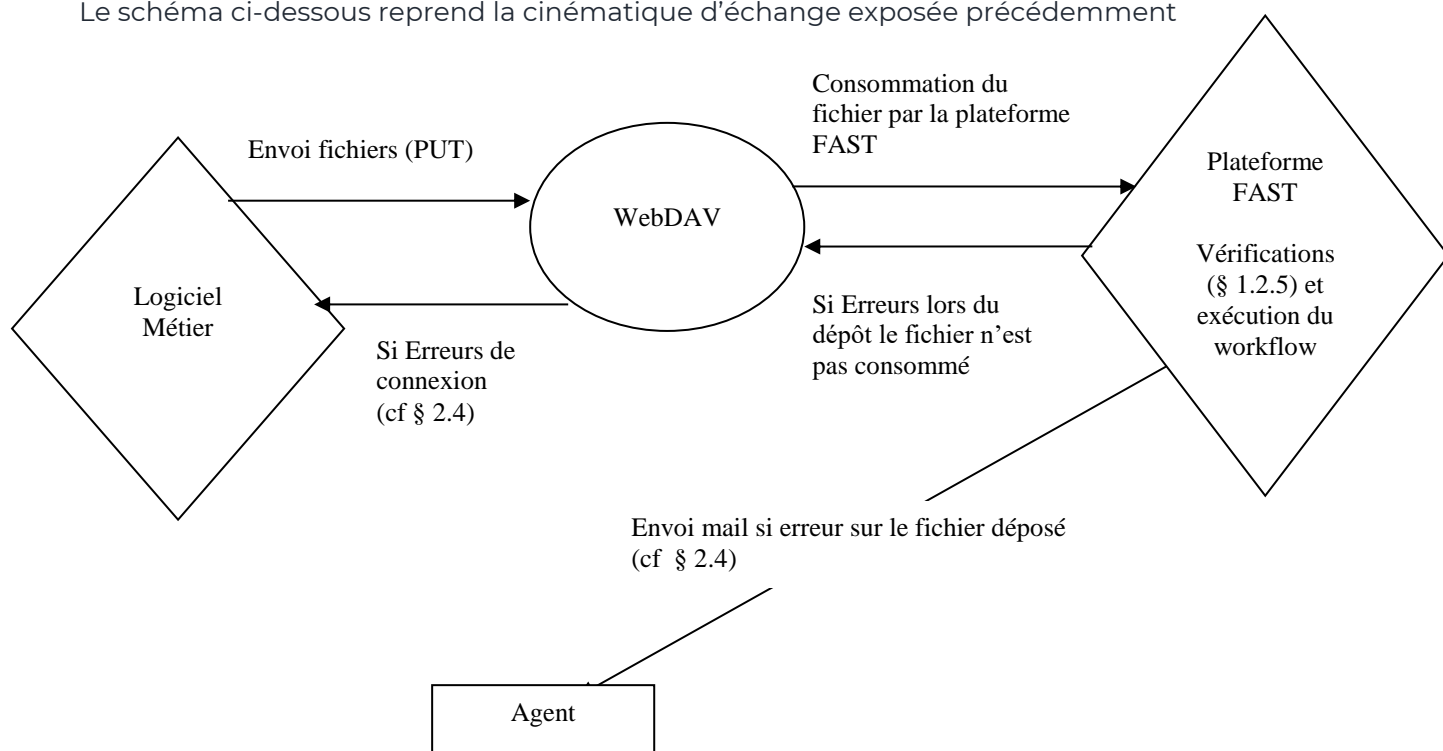 Le schéma ci-dessous reprend la cinématique d’échange exposée précédemment
Envoi fichiers (PUT)
Consommation du
fichier par la plateforme
FAST
Plateforme
FAST
Vérifications
(§ 1.2.5) et
exécution du
workflow
WebDAV
Logiciel
Métier
Si Erreurs de
connexion
(cf § 2.4)
Si Erreurs lors du
dépôt le fichier n’est
pas consommé
Envoi mail si erreur sur le fichier déposé
(cf § 2.4)
Agent